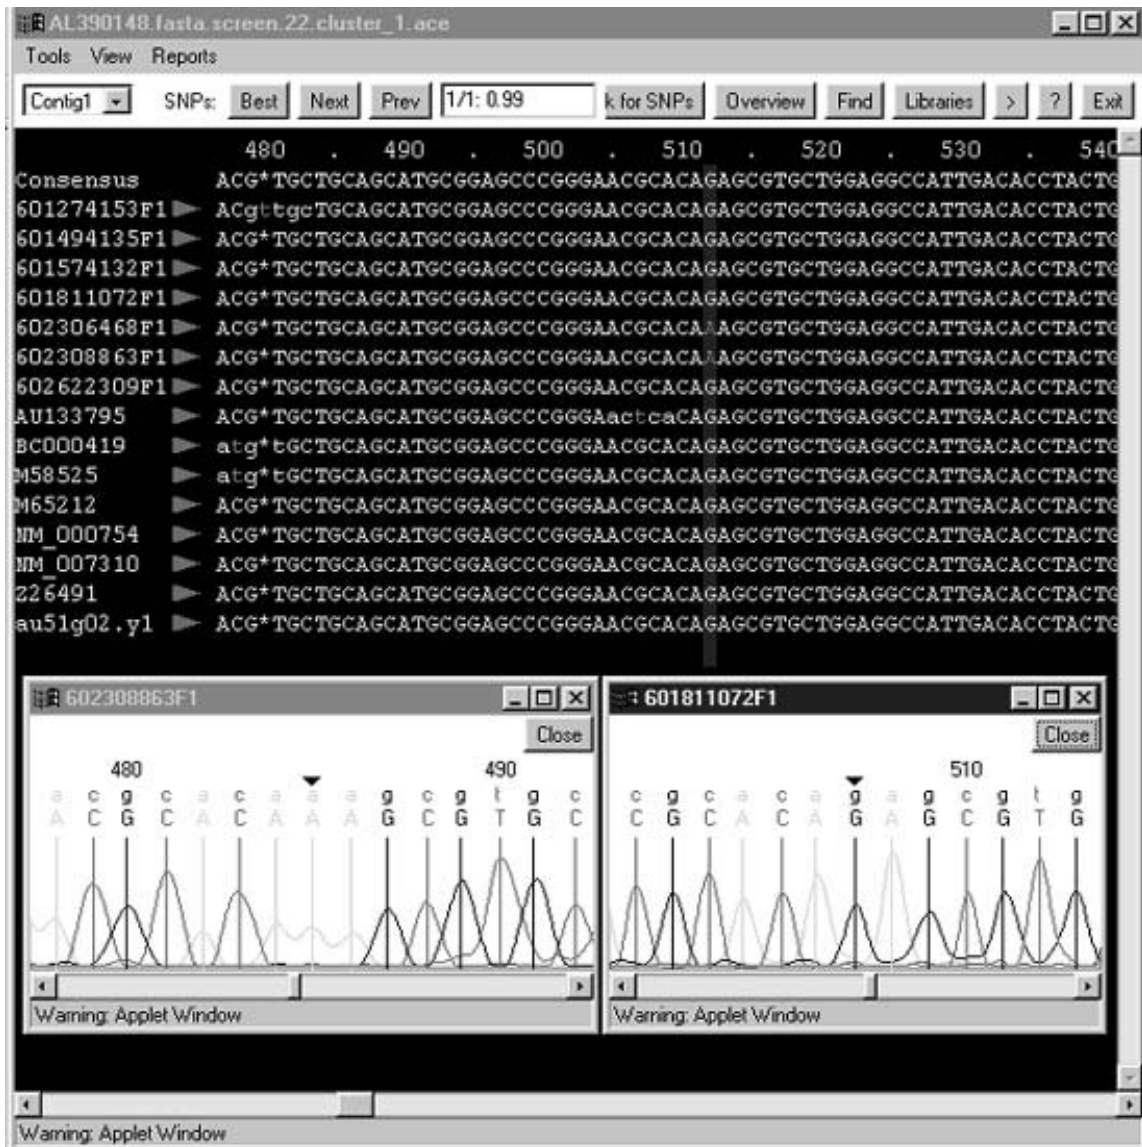 AL390148.fasta.screen.22.cluster_1.ace
Tools View Reports
Contig1 SNPs: Best Next Prev 1/1: 0.99 k for SNPs Overview Find Libraries > ? Exit
480 . 490 . 500 . 510 . 520 . 530 . 540
Consensus ACG*TGCTGCAGCATGCGGAGCCCGGGAACGCACAGAGCGTGCTGGAGGCCATTGACACCTACTG
601274153F1 ACgttgcTGCAGCATGCGGAGCCCGGGAACGCACAGAGCGTGCTGGAGGCCATTGACACCTACTG
601494135F1 ACG*TGCTGCAGCATGCGGAGCCCGGGAACGCACAGAGCGTGCTGGAGGCCATTGACACCTACTG
601574132F1 ACG*TGCTGCAGCATGCGGAGCCCGGGAACGCACAGAGCGTGCTGGAGGCCATTGACACCTACTG
601811072F1 ACG*TGCTGCAGCATGCGGAGCCCGGGAACGCACAGAGCGTGCTGGAGGCCATTGACACCTACTG
602306468F1 ACG*TGCTGCAGCATGCGGAGCCCGGGAACGCACAAAGCGTGCTGGAGGCCATTGACACCTACTG
602308863F1 ACG*TGCTGCAGCATGCGGAGCCCGGGAACGCACAAAGCGTGCTGGAGGCCATTGACACCTACTG
602622309F1 ACG*TGCTGCAGCATGCGGAGCCCGGGAACGCACAGAGCGTGCTGGAGGCCATTGACACCTACTG
AU133795 ACG*TGCTGCAGCATGCGGAGCCCGGGAactcaCAGAGCGTGCTGGAGGCCATTGACACCTACTG
BC000419 atg*tGCTGCAGCATGCGGAGCCCGGGAACGCACAGAGCGTGCTGGAGGCCATTGACACCTACTG
M58525 atg*tGCTGCAGCATGCGGAGCCCGGGAACGCACAGAGCGTGCTGGAGGCCATTGACACCTACTG
M65212 ACG*TGCTGCAGCATGCGGAGCCCGGGAACGCACAGAGCGTGCTGGAGGCCATTGACACCTACTG
NM_000754 ACG*TGCTGCAGCATGCGGAGCCCGGGAACGCACAGAGCGTGCTGGAGGCCATTGACACCTACTG
NM_007310 ACG*TGCTGCAGCATGCGGAGCCCGGGAACGCACAGAGCGTGCTGGAGGCCATTGACACCTACTG
Z26491 ACG*TGCTGCAGCATGCGGAGCCCGGGAACGCACAGAGCGTGCTGGAGGCCATTGACACCTACTG
au51g02.y1 ACG*TGCTGCAGCATGCGGAGCCCGGGAACGCACAGAGCGTGCTGGAGGCCATTGACACCTACTG
602308863F1
Close
480 490
a c g c a c a a a g c g t g c
A C G C A C A A A G C G T G C
Warning: Applet Window
601811072F1
Close
510
c g c a c a g a g c g t g
C G C A C A G A G C G T G
Warning: Applet Window
Warning: Applet Window